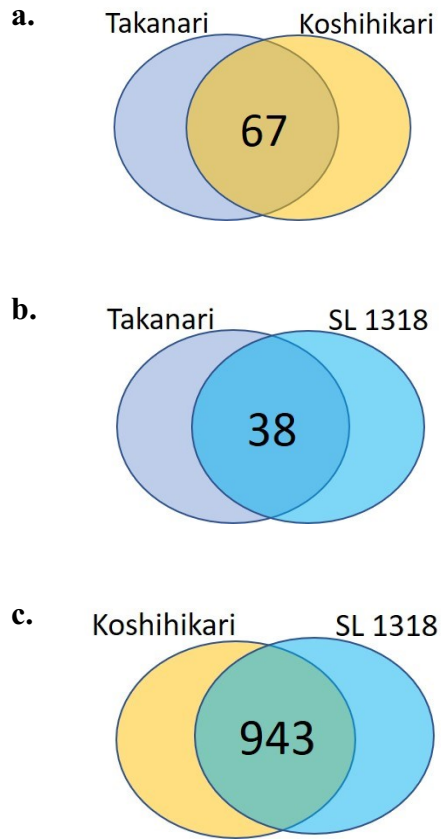 a.
Takanari Koshihikari
67
b.
Takanari SL 1318
38
c.
Koshihikari SL 1318
943